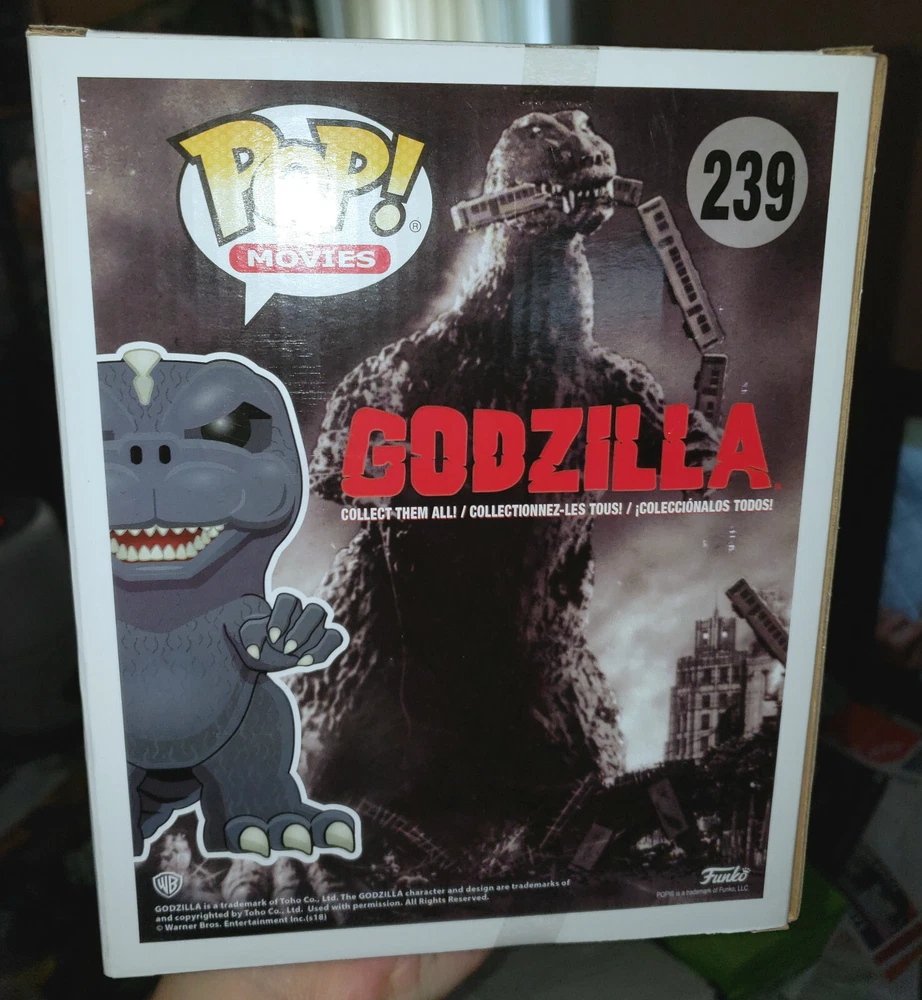 POP!®
MOVIES
239
GODZILLA
COLLECT THEM ALL! / COLLECTIONNEZ-LES TOUS! / ¡COLECCIÓNALOS TODOS!
WB
GODZILLA is a trademark of Toho Co., Ltd. The GODZILLA character and design are trademarks of
and copyrighted by Toho Co., Ltd. Used with permission. All Rights Reserved.
© Warner Bros. Entertainment Inc.(s18)
Funko
POP!® is a trademark of Funko, LLC